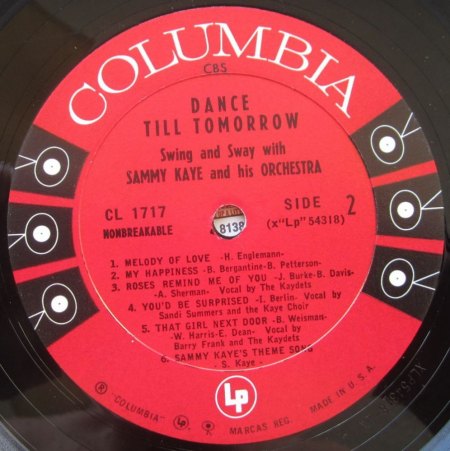 COLUMBIA
CBS
DANCE
TILL TOMORROW
Swing and Sway with
SAMMY KAYE and his ORCHESTRA
CL 1717
NONBREAKABLE
SIDE 2
(x"Lp" 54318)
8138
1. MELODY OF LOVE -H. Englemann-
2. MY HAPPINESS -B. Bergantine-B. Petterson-
3. ROSES REMIND ME OF YOU -J. Burke-B. Davis-
-A. Sherman- Vocal by The Kaydets
4. YOU'D BE SURPRISED -I. Berlin- Vocal by
Sandi Summers and the Kaye Choir
5. THAT GIRL NEXT DOOR -B. Weisman-
-W. Harris-E. Dean- Vocal by
Barry Frank and The Kaydets
6. SAMMY KAYE'S THEME SONG
-S. Kaye-
Lp
® "COLUMBIA" MARCAS REG. MADE IN U.S.A.